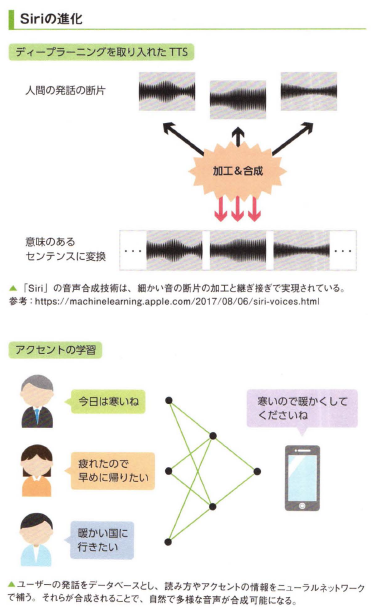 Siriの進化
ディープラーニングを取り入れた TTS
人間の発話の断片
加工＆合成
意味のある
センテンスに変換
▲「Siri」の音声合成技術は、細かい音の断片の加工と継ぎ接ぎで実現されている。
参考：https://machinelearning.apple.com/2017/08/06/siri-voices.html
アクセントの学習
今日は寒いね
寒いので暖かくして
くださいね
疲れたので
早めに帰りたい
暖かい国に
行きたい
▲ユーザーの発話をデータベースとし、読み方やアクセントの情報をニューラルネットワーク
で補う。それらが合成されることで、自然で多様な音声が合成可能になる。